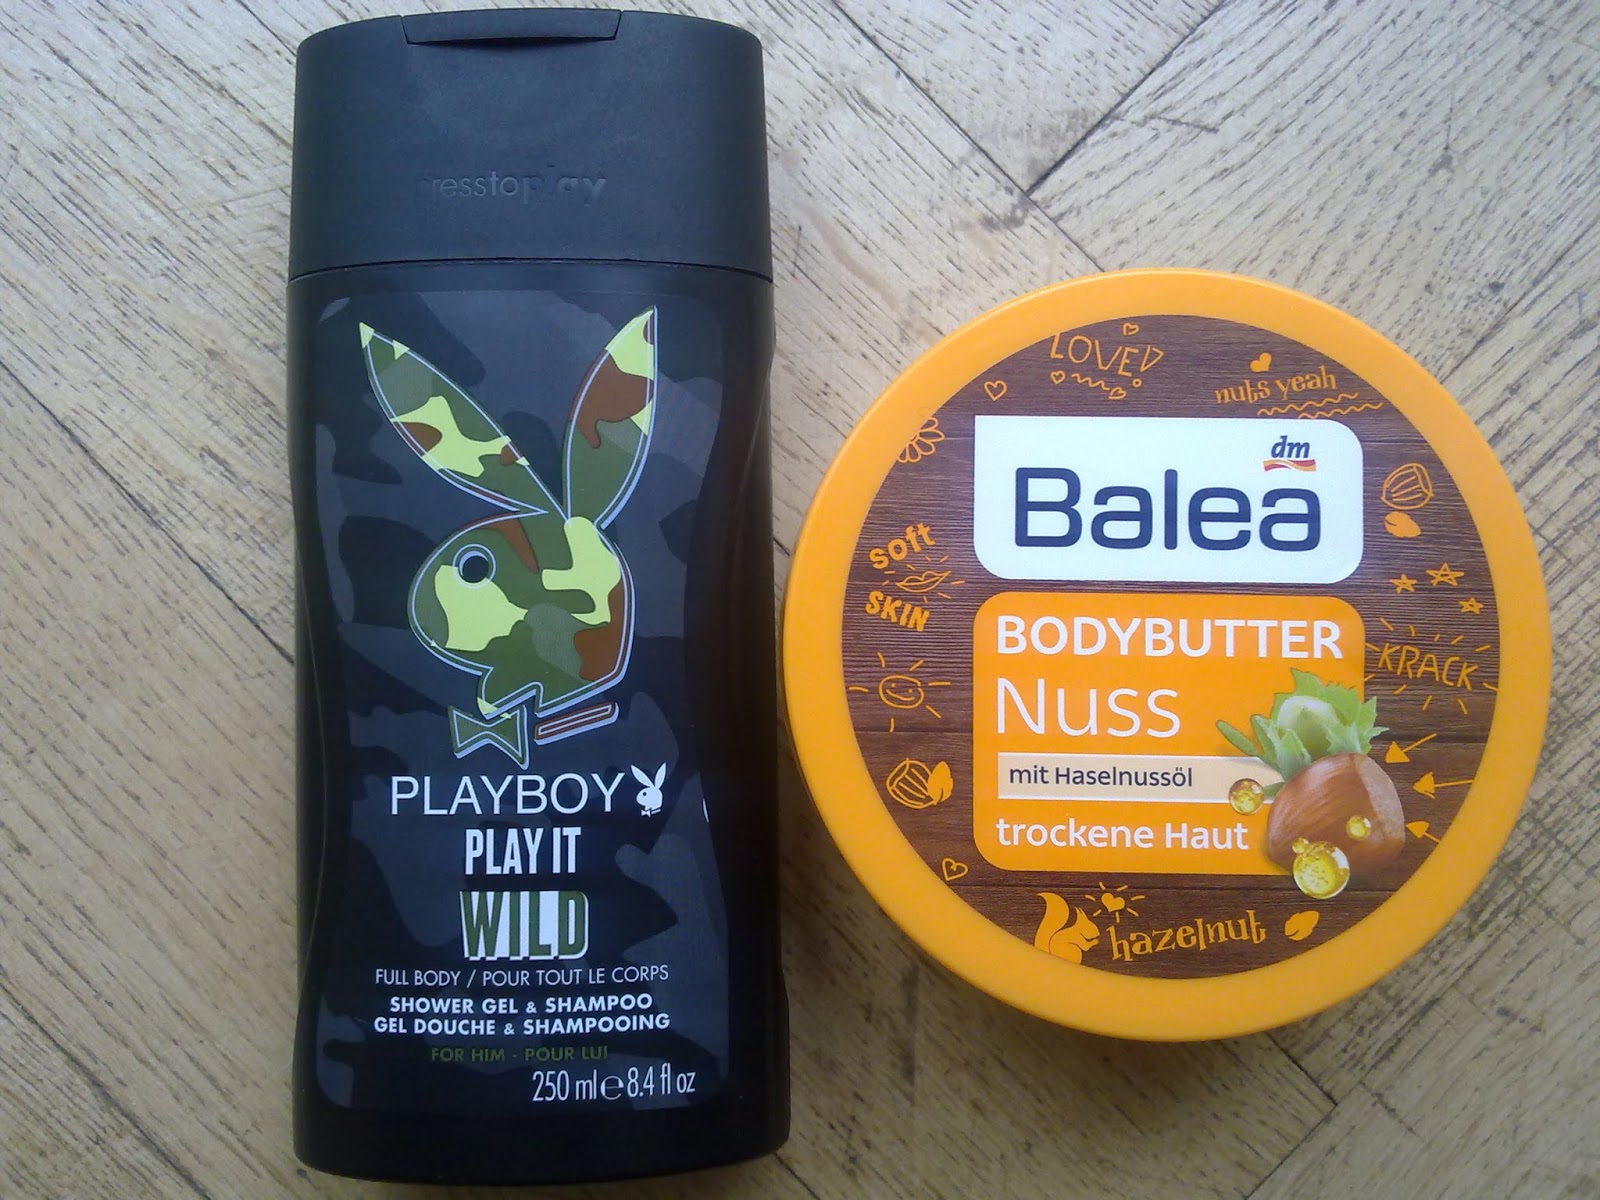 presstoplay
PLAYBOY
PLAY IT
WILD
FULL BODY / POUR TOUT LE CORPS
SHOWER GEL & SHAMPOO
GEL DOUCHE & SHAMPOOING
FOR HIM - POUR LUI
250 ml ℮ 8.4 fl oz
LOVE!
nuts yeah
dm
Balea
soft
SKIN
BODYBUTTER
Nuss
mit Haselnussöl
trockene Haut
KRACK
hazelnut